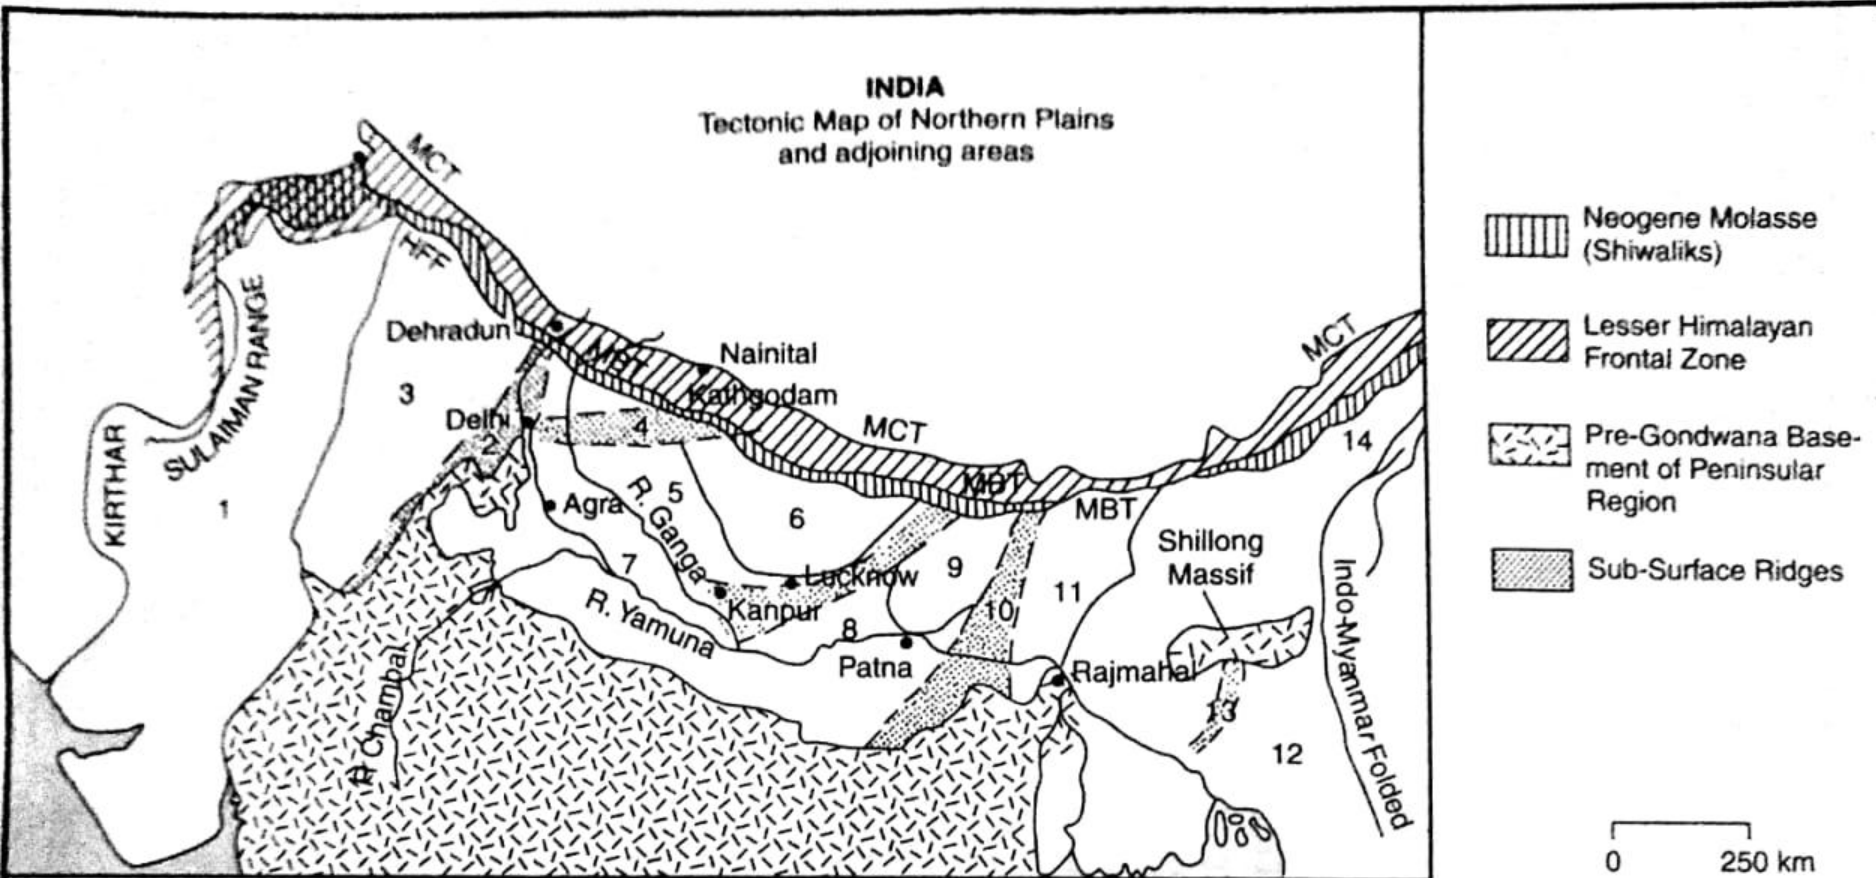 INDIA
Tectonic Map of Northern Plains
and adjoining areas
MCT
HFF
Dehradun
MBT
Nainital
Kathgodam
SULAIMAN RANGE
KIRTHAR
3
Delhi
2
4
MCT
MCT
14
1
Agra
R. Ganga
5
6
MBT
MBT
Shillong
Massif
7
Lucknow
9
Kanpur
R. Yamuna
8
10
11
Patna
Rajmahal
R Chambal
13
12
Indo-Myanmar Folded
Neogene Molasse
(Shiwaliks)
Lesser Himalayan
Frontal Zone
Pre-Gondwana Base-
ment of Peninsular
Region
Sub-Surface Ridges
0 250 km